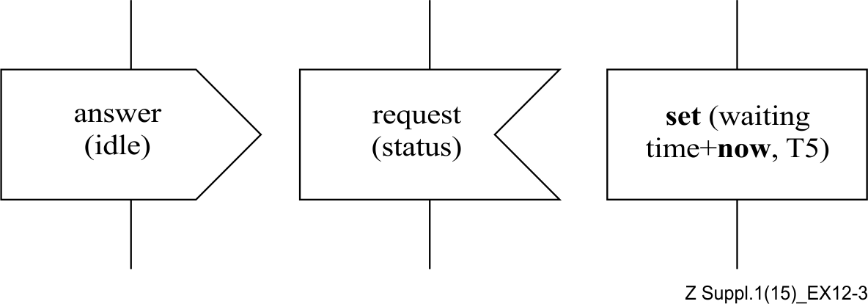 answer
(idle)
request
(status)
set (waiting
time+now, T5)
Z Suppl.1(15)_EX12-3